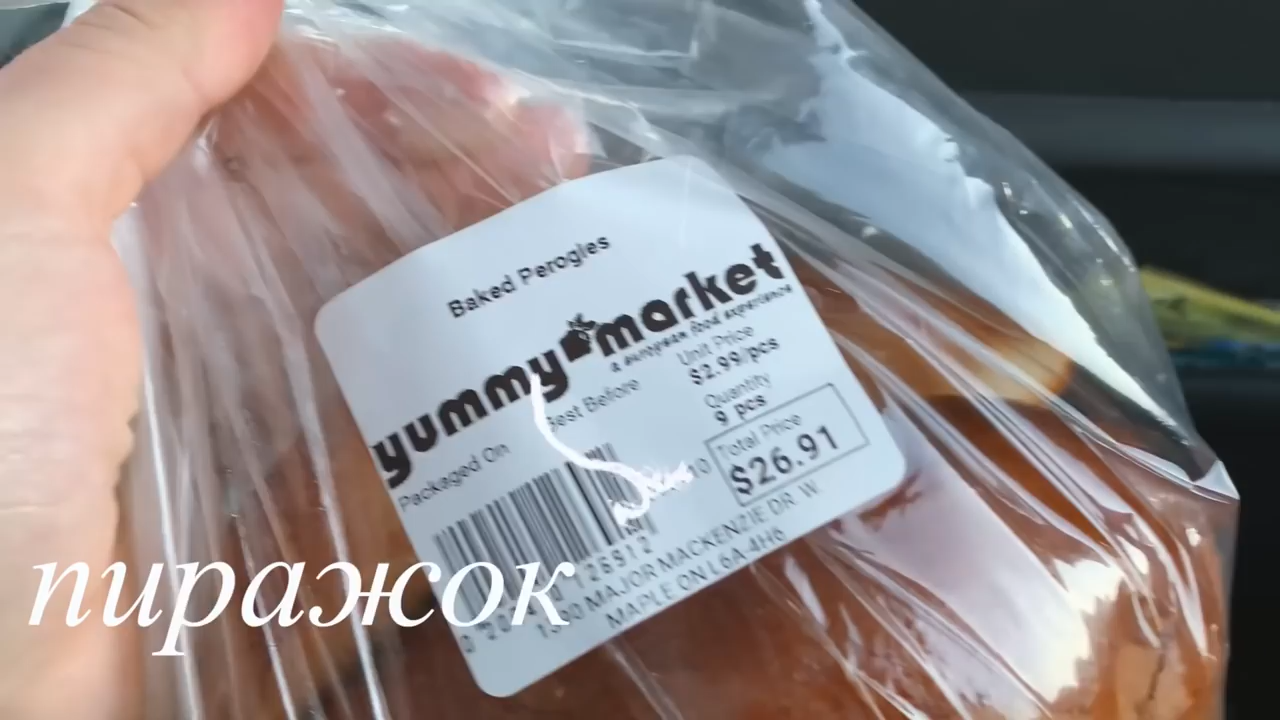 Baked Perogies
yummy market
a european food experience
Packaged On
Best Before
Unit Price
$2.99/pcs
Quantity
9 pcs
Total Price
$26.91
128812
MAJOR MACKENZIE DR. W
MAPLE ON L6A 4H6
пиражок